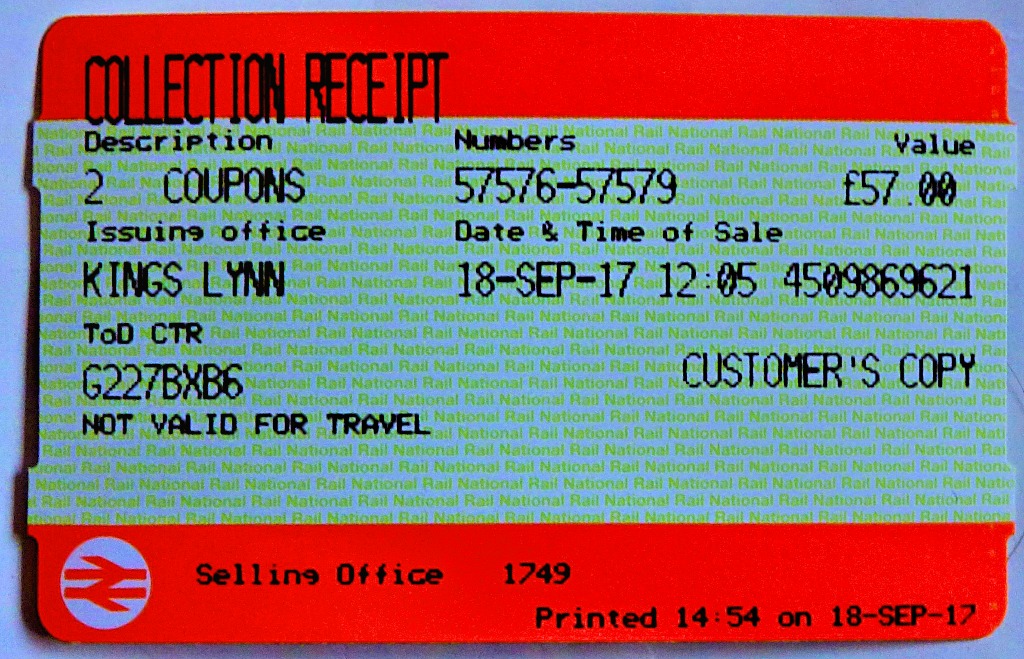 COLLECTION RECEIPT
Description Numbers Value
2 COUPONS 57576-57579 £57.00
Issuing office Date & Time of Sale
KINGS LYNN 18-SEP-17 12:05 4509869621
ToD CTR
G227BXB6 CUSTOMER'S COPY
NOT VALID FOR TRAVEL
Selling Office 1749
Printed 14:54 on 18-SEP-17